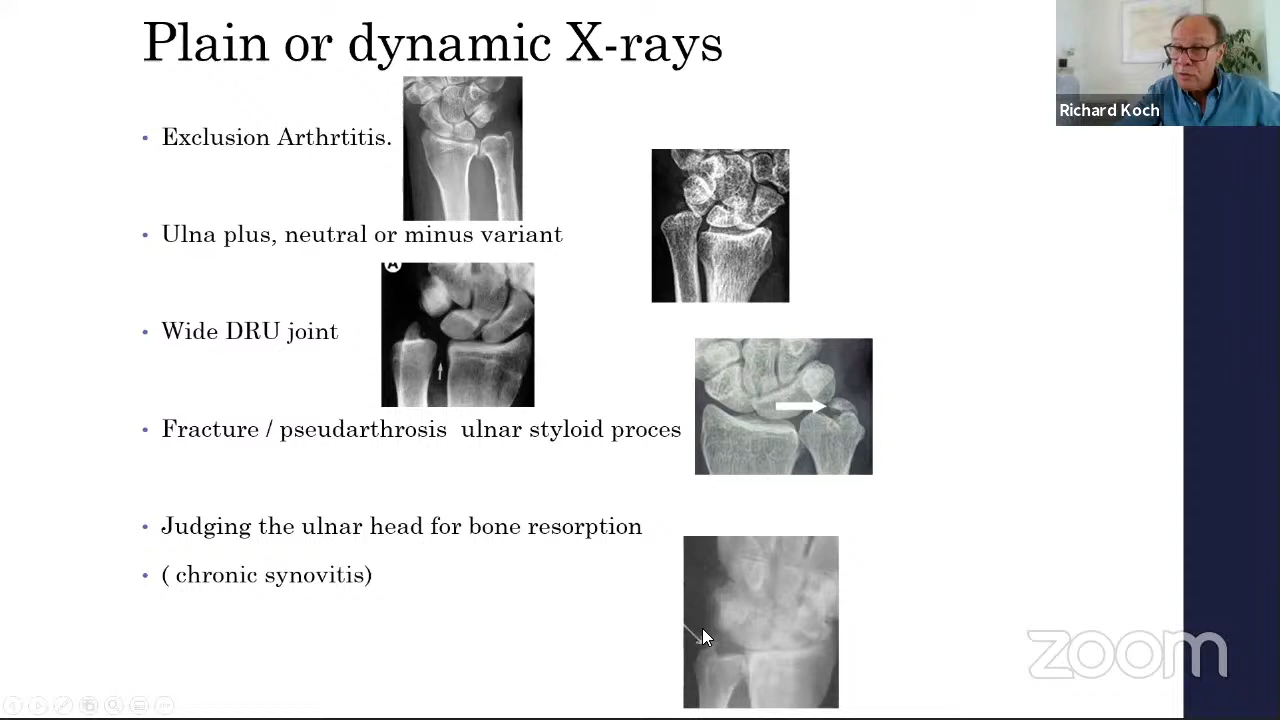 Plain or dynamic X-rays
Richard Koch
• Exclusion Arthrtitis.
• Ulna plus, neutral or minus variant
A
• Wide DRU joint
• Fracture / pseudarthrosis ulnar styloid proces
• Judging the ulnar head for bone resorption
• ( chronic synovitis)
zoom